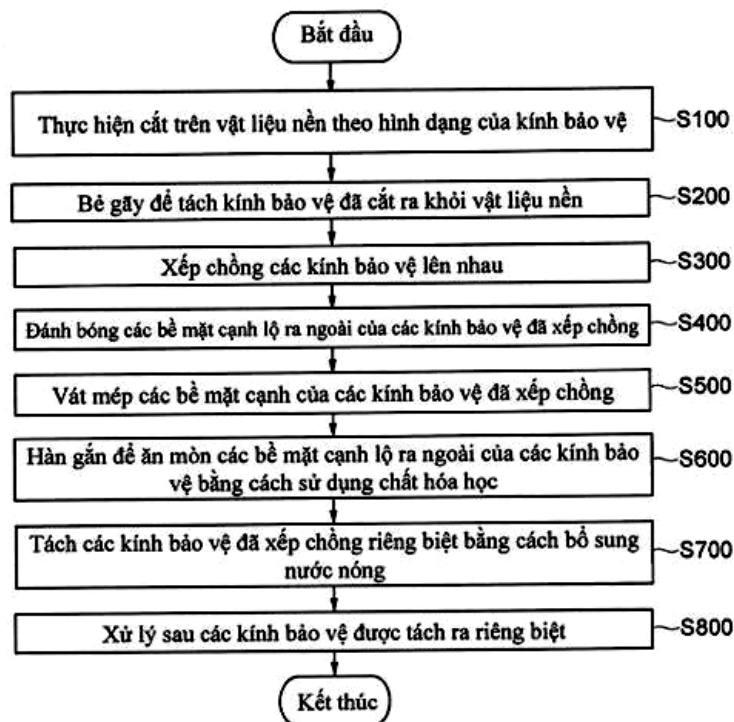 Bắt đầu
Thực hiện cắt trên vật liệu nền theo hình dạng của kính bảo vệ
S100
Bẻ gãy để tách kính bảo vệ đã cắt ra khỏi vật liệu nền
S200
Xếp chồng các kính bảo vệ lên nhau
S300
Đánh bóng các bề mặt cạnh lộ ra ngoài của các kính bảo vệ đã xếp chồng
S400
Vát mép các bề mặt cạnh của các kính bảo vệ đã xếp chồng
S500
Hàn gắn để ăn mòn các bề mặt cạnh lộ ra ngoài của các kính bảo
vệ bằng cách sử dụng chất hóa học
S600
Tách các kính bảo vệ đã xếp chồng riêng biệt bằng cách bổ sung
nước nóng
S700
Xử lý sau các kính bảo vệ được tách ra riêng biệt
S800
Kết thúc